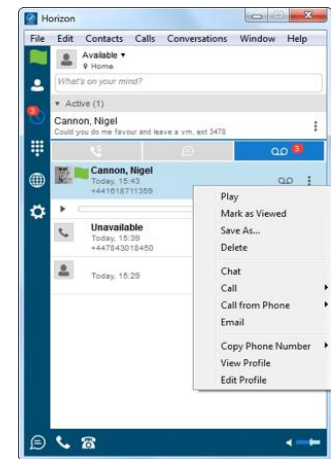 Horizon
File Edit Contacts Calls Conversations Window Help
Available
Home
What's on your mind?
Active (1)
Cannon, Nigel
Could you do me favour and leave a vm, ext 3478
3
3
Cannon, Nigel
Today, 15:43
+441618711359
Unavailable
Today, 15:39
+447843018450
Today, 15:29
Play
Mark as Viewed
Save As...
Delete
Chat
Call
Call from Phone
Email
Copy Phone Number
View Profile
Edit Profile